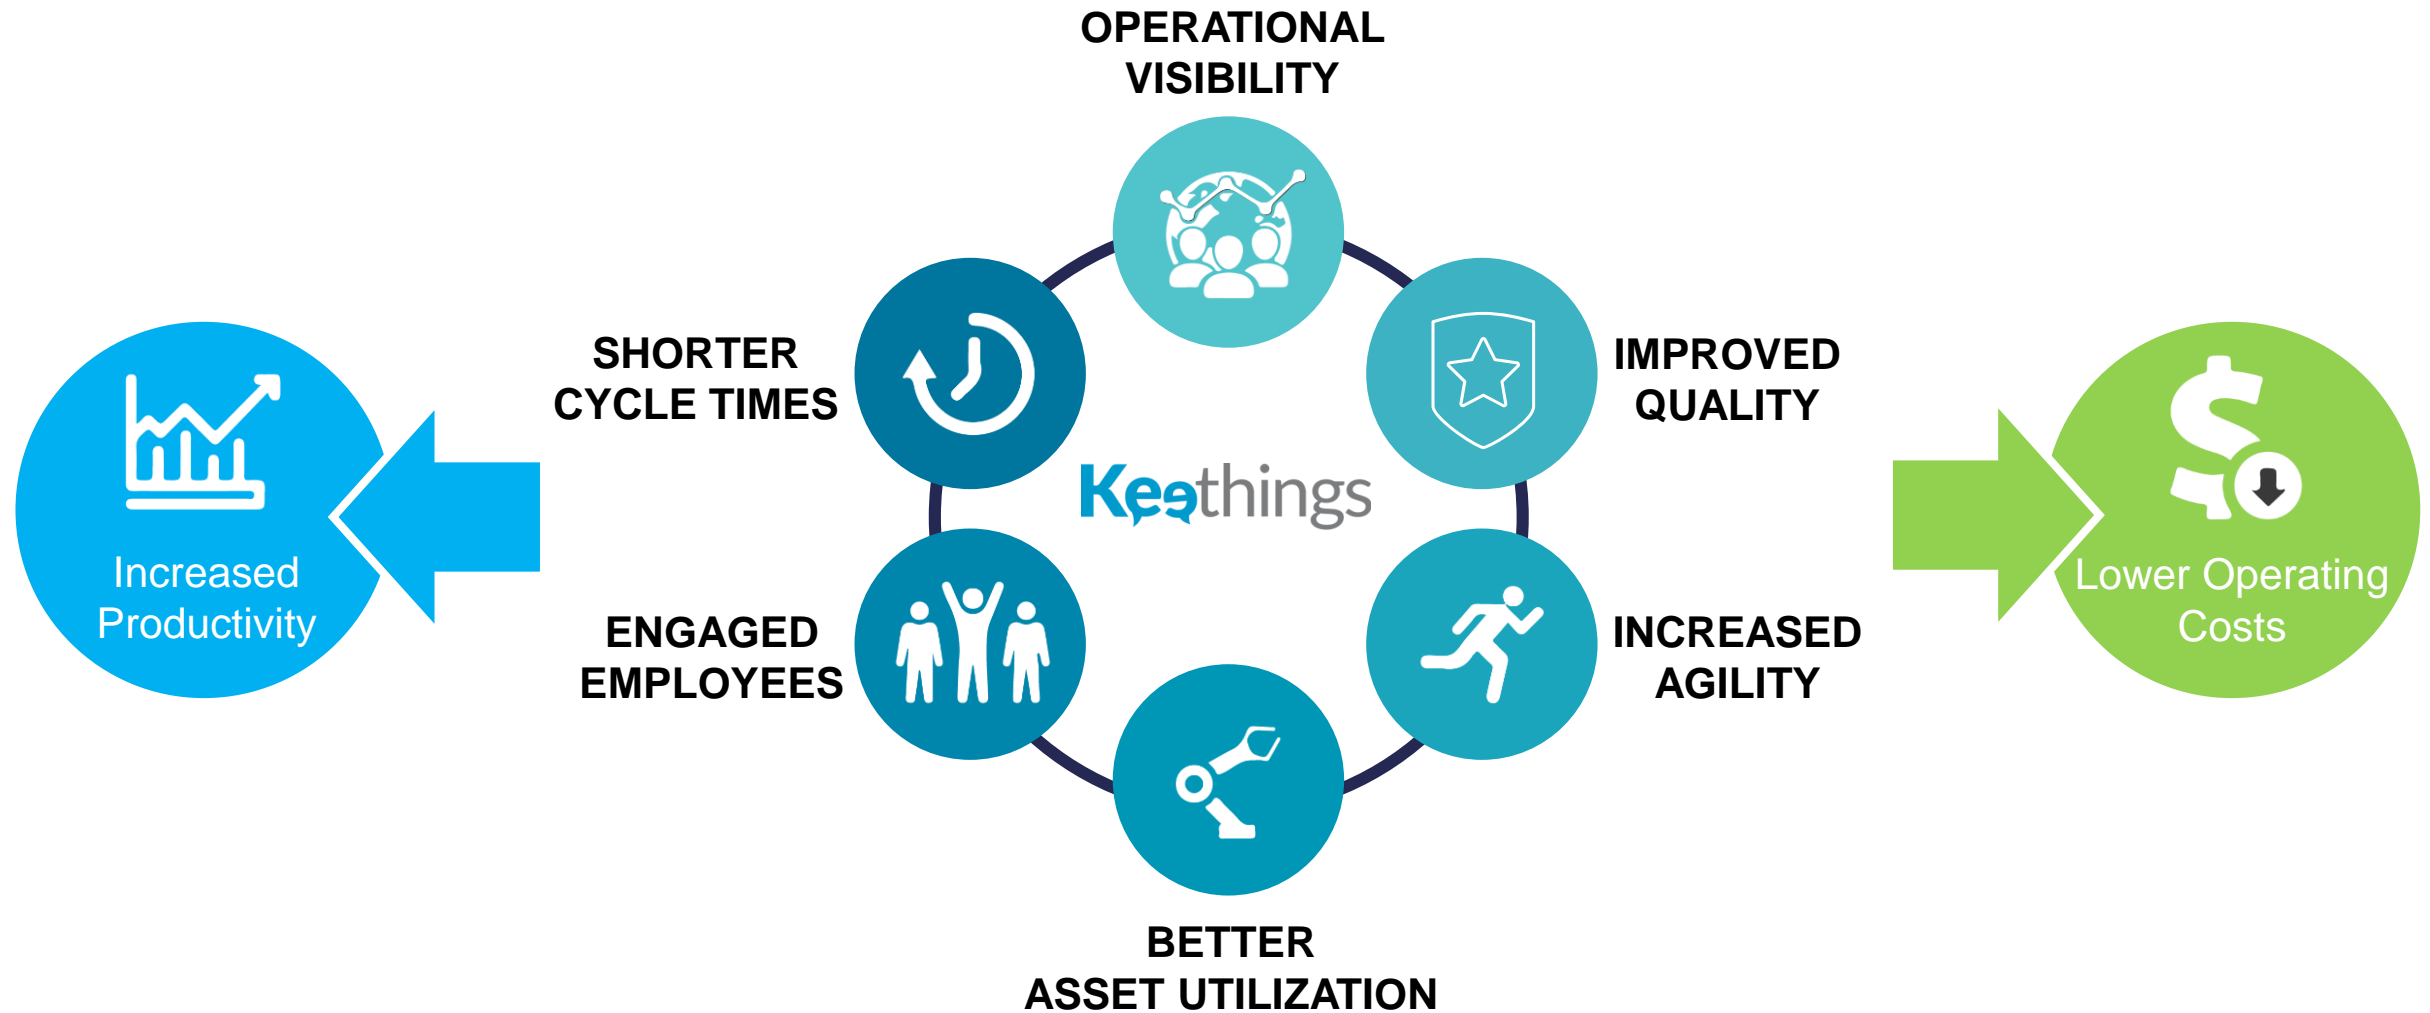 OPERATIONAL
VISIBILITY
SHORTER
CYCLE TIMES
IMPROVED
QUALITY
Keethings
Increased
Productivity
Lower Operating
Costs
ENGAGED
EMPLOYEES
INCREASED
AGILITY
BETTER
ASSET UTILIZATION